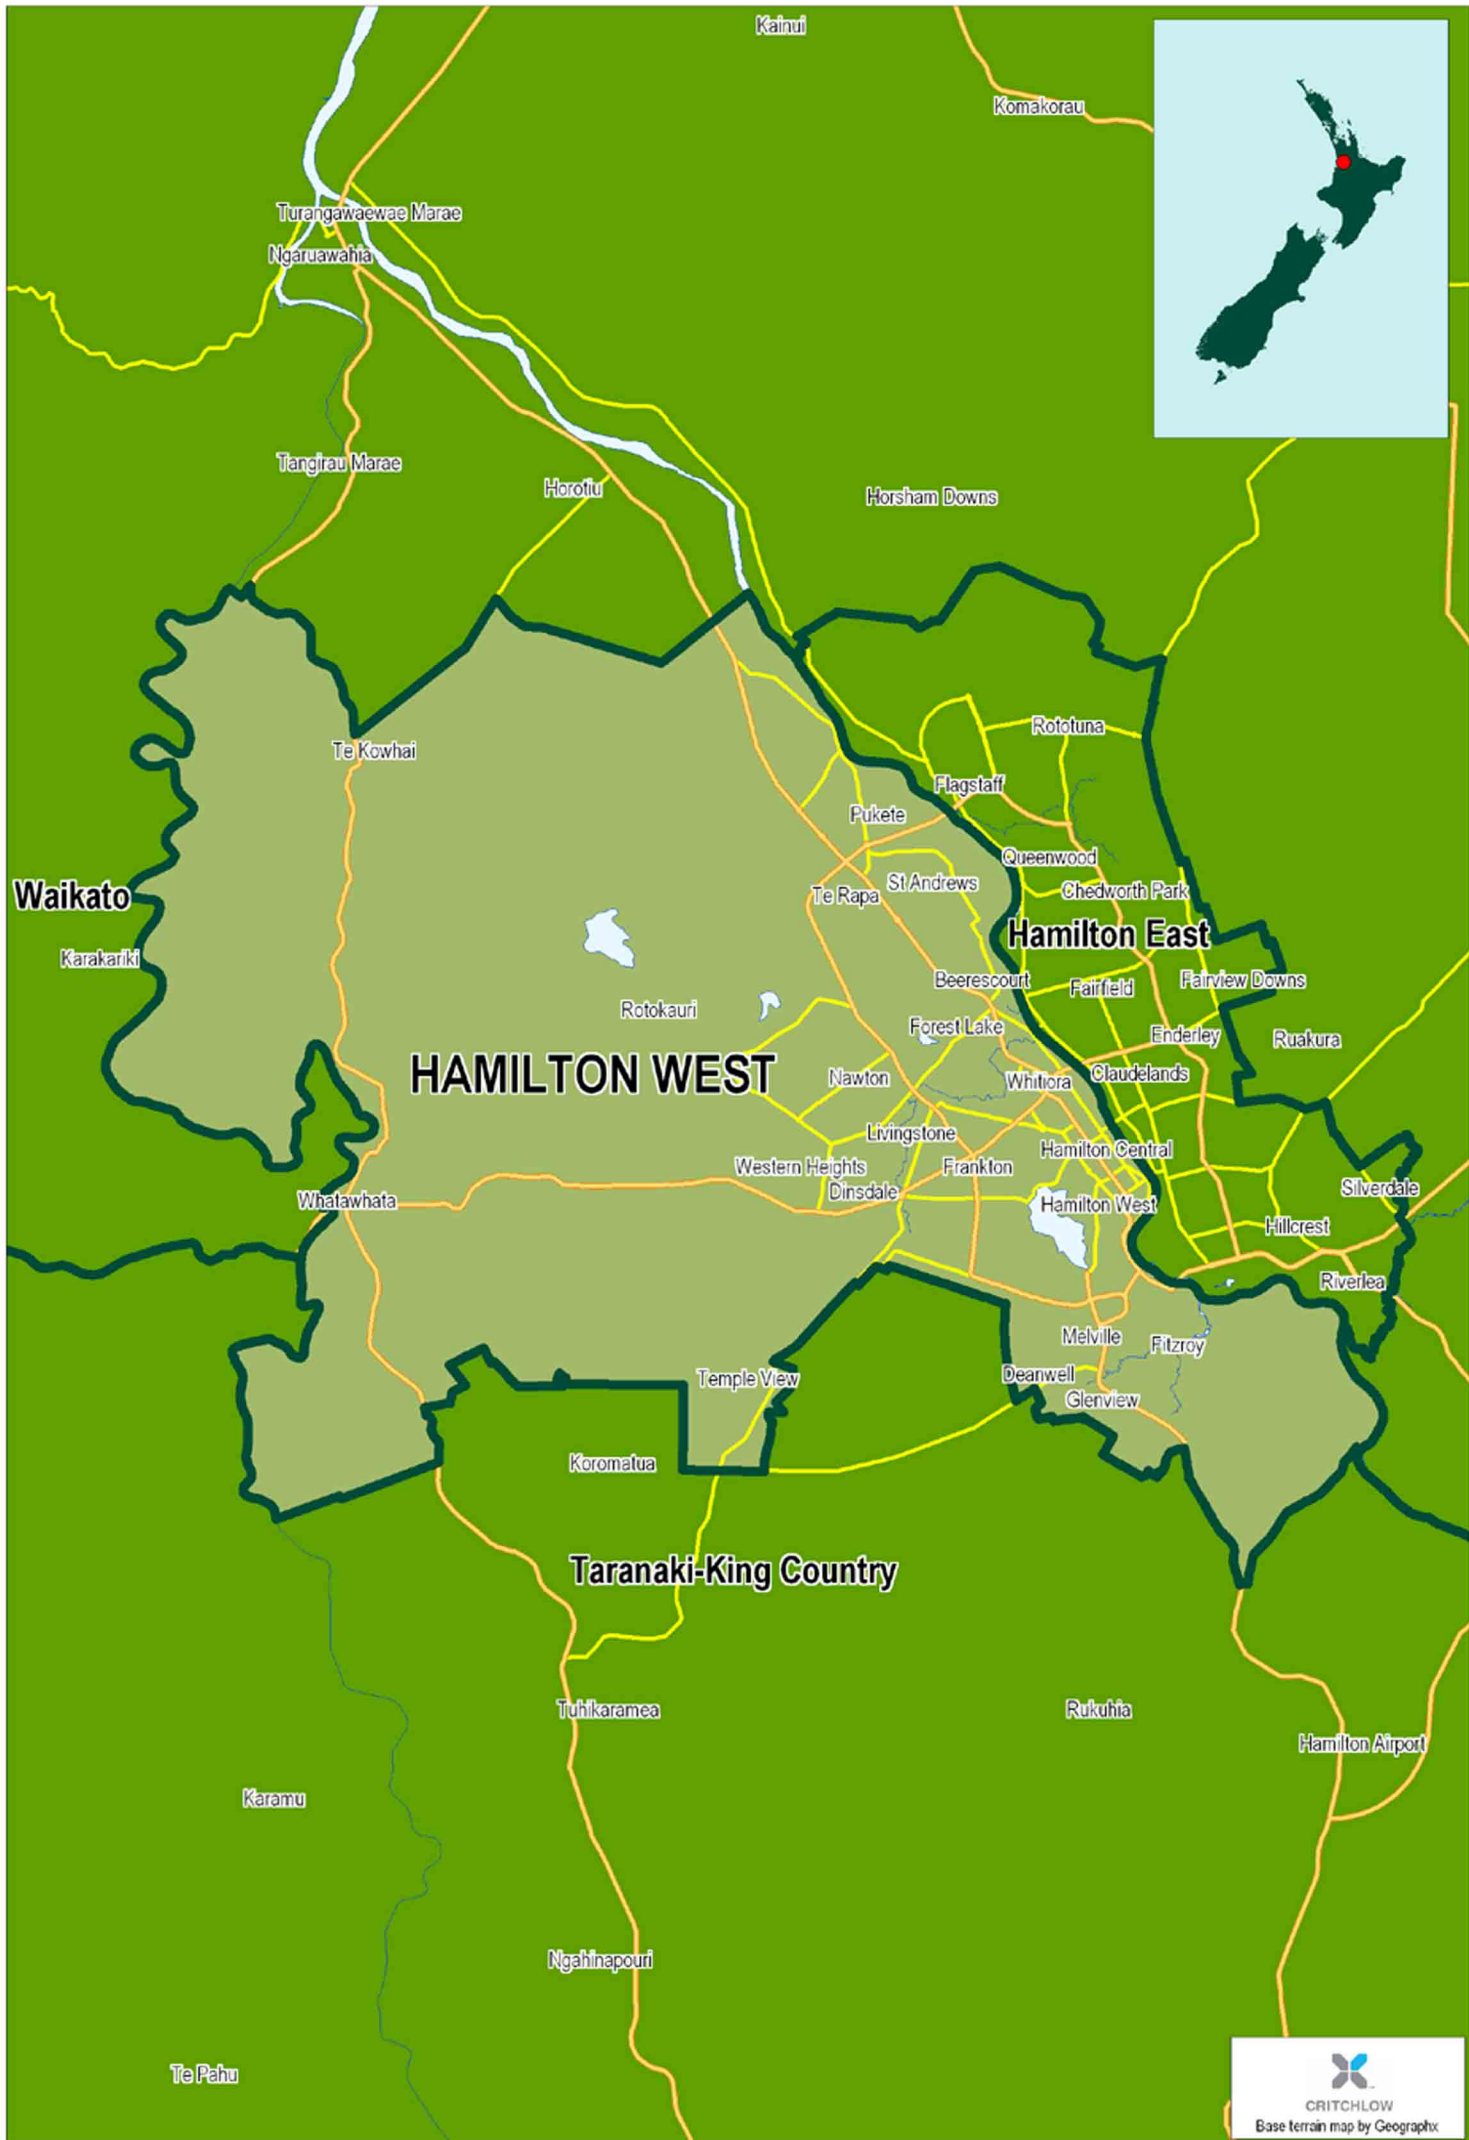 Kainui
Komakorau
Turangawaewae Marae
Ngaruawahia
Tangirau Marae
Horotiu
Horsham Downs
Rototuna
Te Kowhai
Flagstaff
Pukete
Queenwood
St Andrews
Chedworth Park
Te Rapa
Waikato
Hamilton East
Karakariki
Beerescourt
Fairfield
Fairview Downs
Rotokauri
Forest Lake
Enderley
Ruakura
HAMILTON WEST
Nawton
Whitiora
Claudelands
Livingstone
Hamilton Central
Western Heights
Frankton
Dinsdale
Silverdale
Whatawhata
Hamilton West
Hillcrest
Riverlea
Melville
Fitzroy
Temple View
Deanwell
Glenview
Koromatua
Taranaki-King Country
Tuhikaramea
Rukuhia
Hamilton Airport
Karamu
Ngahinapouri
Te Pahu
CRITCHLOW
Base terrain map by Geographx